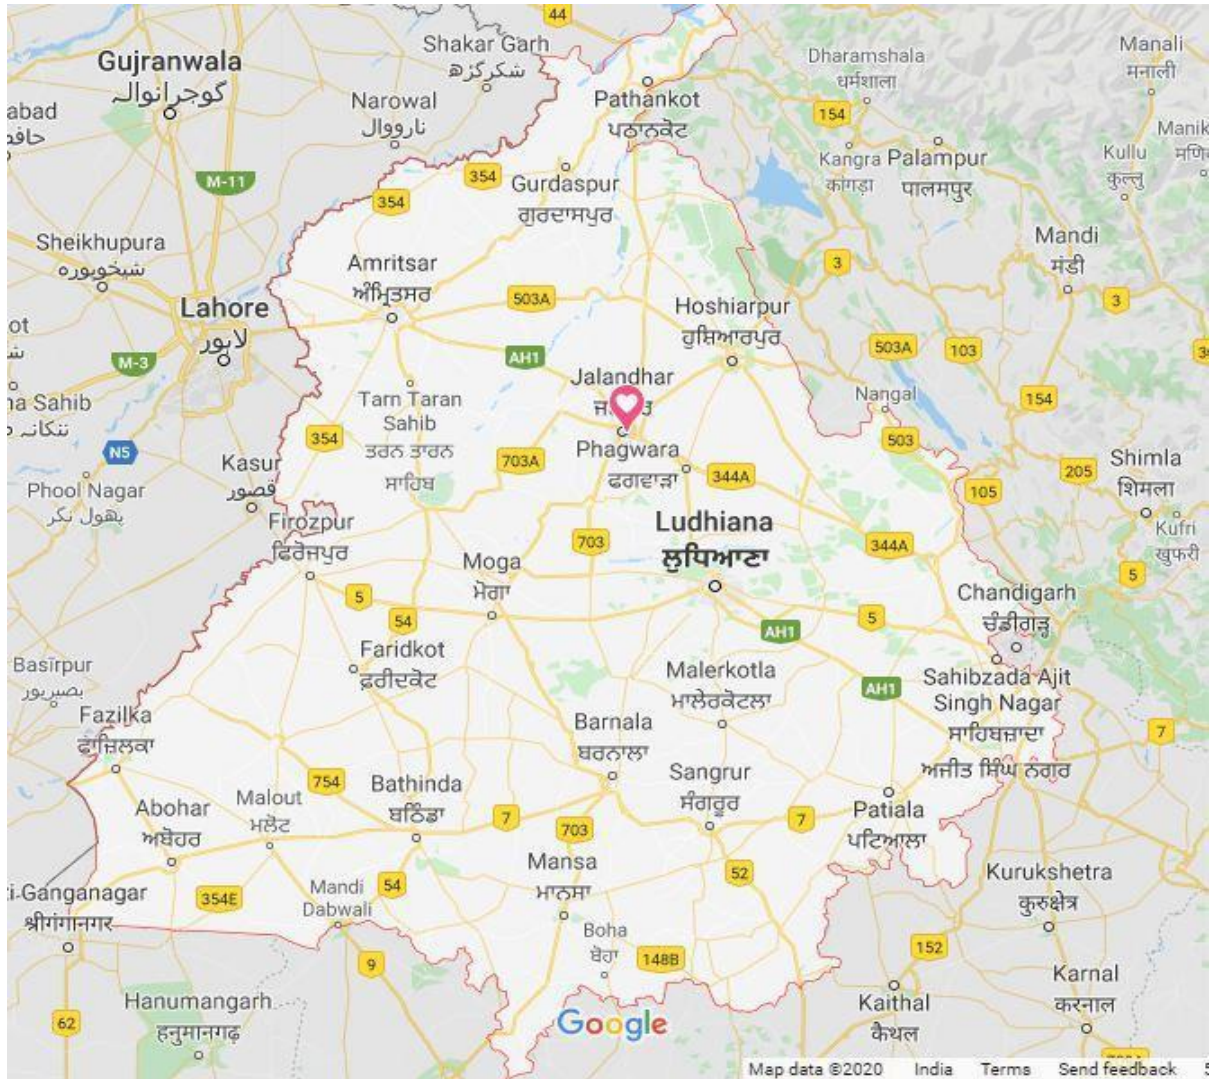 44
Shakar Garh
شکرگڑھ
Gujranwala
گوجرانوالہ
Narowal
نارووال
Pathankot
ਪਠਾਨਕੋਟ
Dharamshala
धर्मशाला
Manali
मनाली
154
abad
حافظ
M-11
354
354
Gurdaspur
ਗੁਰਦਾਸਪੁਰ
Kangra
कांगड़ा
Palampur
पालमपुर
Kullu
कुल्लू
Manik
Sheikhupura
شیخوپورہ
Amritsar
ਅੰਮ੍ਰਿਤਸਰ
503A
3
Mandi
मंडी
3
Lahore
لاہور
Hoshiarpur
ਹੁਸ਼ਿਆਰਪੁਰ
503A
103
M-3
AH1
Jalandhar
Nangal
154
na Sahib
ننکانہ
Tarn Taran
Sahib
ਤਰਨ ਤਾਰਨ
ਸਾਹਿਬ
354
N5
703A
Phagwara
ਫਗਵਾੜਾ
344A
503
105
205
Shimla
शिमला
Kufri
खुफरी
Kasur
قصور
Phool Nagar
پھول نگر
Firozpur
ਫਿਰੋਜ਼ਪੁਰ
703
Ludhiana
ਲੁਧਿਆਣਾ
344A
5
Moga
ਮੋਗਾ
5
54
AH1
5
Chandigarh
ਚੰਡੀਗੜ੍ਹ
Faridkot
ਫ਼ਰੀਦਕੋਟ
Basirpur
بصیرپور
Malerkotla
ਮਾਲੇਰਕੋਟਲਾ
AH1
Sahibzada Ajit
Singh Nagar
ਸਾਹਿਬਜ਼ਾਦਾ
ਅਜੀਤ ਸਿੰਘ ਨਗਰ
7
Fazilka
ਫਾਜ਼ਿਲਕਾ
Barnala
ਬਰਨਾਲਾ
754
Bathinda
ਬਠਿੰਡਾ
Sangrur
ਸੰਗਰੂਰ
Abohar
ਅਬੋਹਰ
Malout
ਮਲੋਟ
7
703
7
Patiala
ਪਟਿਆਲਾ
Mansa
ਮਾਨਸਾ
52
Kurukshetra
कुरुक्षेत्र
i-Ganganagar
श्रीगंगानगर
354E
Mandi
Dabwali
54
Boha
ਬੋਹਾ
148B
9
152
Kaithal
कैथल
Karnal
करनाल
Hanumangarh
हनुमानगढ़
62
Google
Map data ©2020 India Terms Send feedback